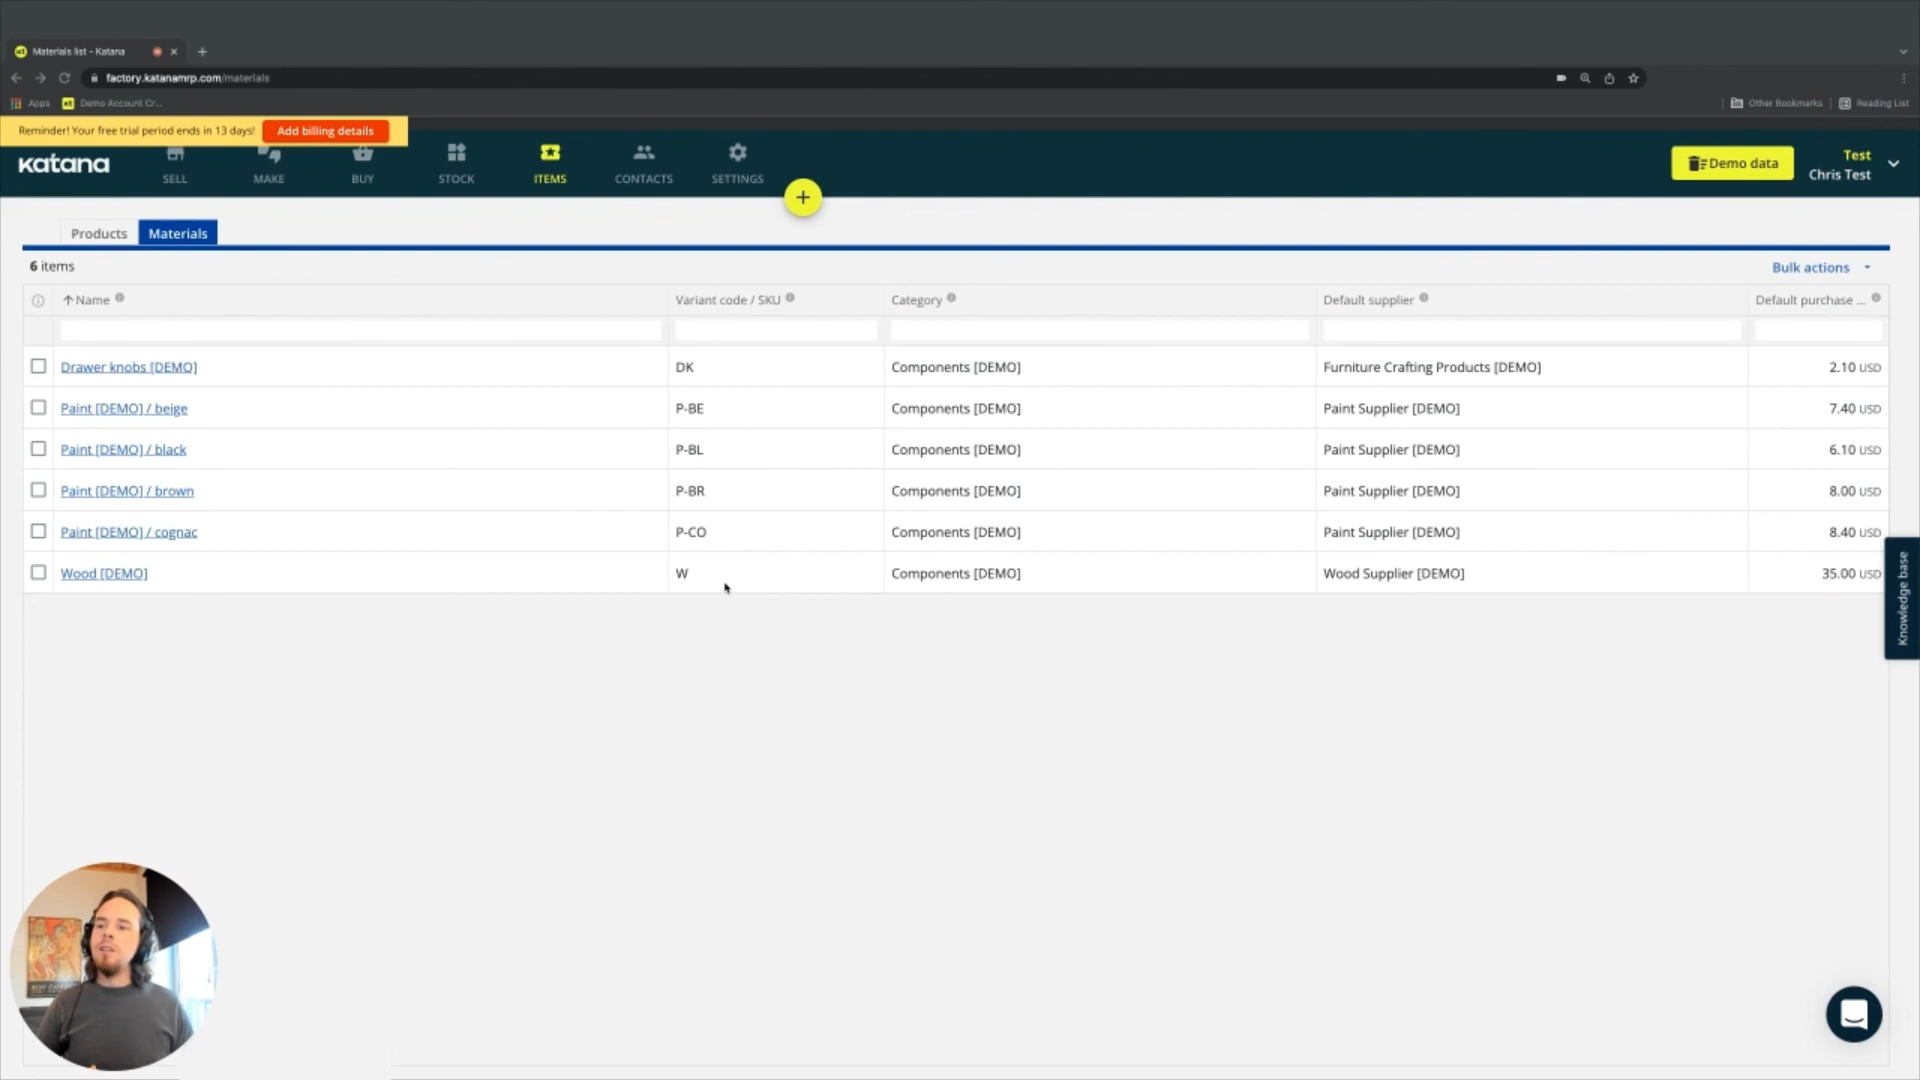 Materials list - Katana
factory.katanamrp.com/materials
Apps
Demo Account Cr...
Other Bookmarks
Reading List
Reminder! Your free trial period ends in 13 days!
Add billing details
katana
SELL
MAKE
BUY
STOCK
ITEMS
CONTACTS
SETTINGS
+
Demo data
Test
Chris Test
Products
Materials
6 items
Bulk actions
Name
Variant code / SKU
Category
Default supplier
Default purchase ...
Drawer knobs [DEMO] DK Components [DEMO] Furniture Crafting Products [DEMO] 2.10 USD
Paint [DEMO] / beige P-BE Components [DEMO] Paint Supplier [DEMO] 7.40 USD
Paint [DEMO] / black P-BL Components [DEMO] Paint Supplier [DEMO] 6.10 USD
Paint [DEMO] / brown P-BR Components [DEMO] Paint Supplier [DEMO] 8.00 USD
Paint [DEMO] / cognac P-CO Components [DEMO] Paint Supplier [DEMO] 8.40 USD
Wood [DEMO] W Components [DEMO] Wood Supplier [DEMO] 35.00 USD
Knowledge base